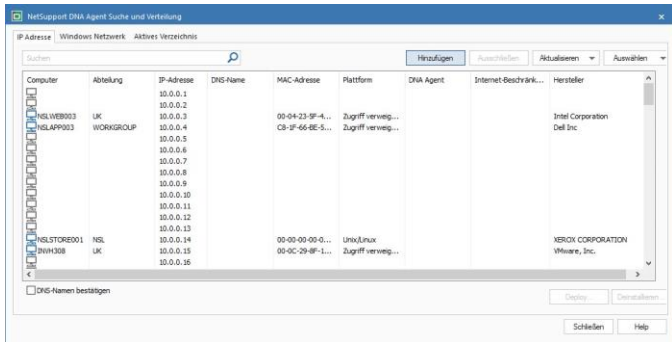 NetSupport DNA Agent Suche und Verteilung
IP Adresse Windows Netzwerk Aktives Verzeichnis
Suchen Hinzufügen Ausschließen Aktualisieren Auswählen
Computer Abteilung IP-Adresse DNS-Name MAC-Adresse Plattform DNA Agent Internet-Beschränk... Hersteller
10.0.0.1
10.0.0.2
NSLWEB003 UK 10.0.0.3 00-04-23-5F-4... Zugriff verweig... Intel Corporation
NSLAPP003 WORKGROUP 10.0.0.4 C8-1F-66-BE-5... Zugriff verweig... Dell Inc
10.0.0.5
10.0.0.6
10.0.0.7
10.0.0.8
10.0.0.9
10.0.0.10
10.0.0.11
10.0.0.12
10.0.0.13
NSLSTORE001 NSL 10.0.0.14 00-00-00-00-0... Unix/Linux XEROX CORPORATION
INVH308 UK 10.0.0.15 00-0C-29-8F-1... Zugriff verweig... VMware, Inc.
10.0.0.16
DNS-Namen bestätigen
Deploy Deinstallieren...
Schließen Help